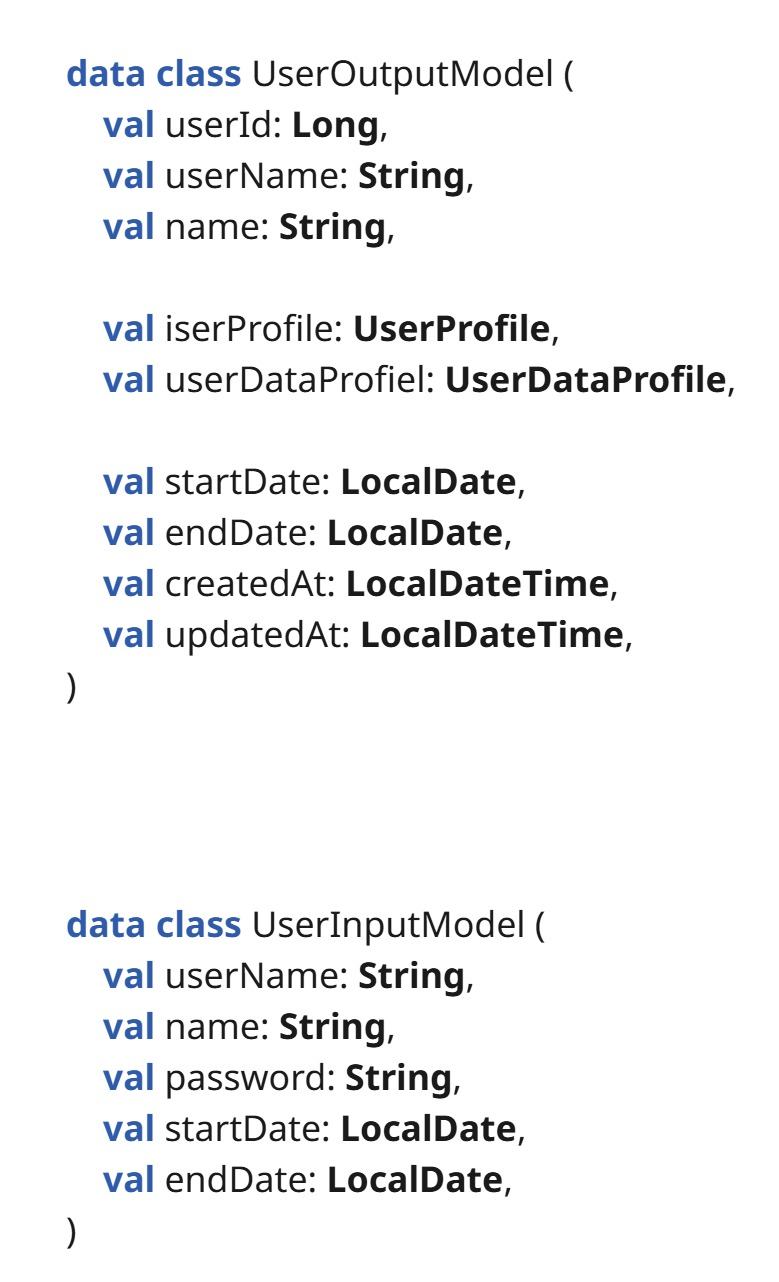 data class UserOutputModel (
val userId: Long,
val userName: String,
val name: String,
val iserProfile: UserProfile,
val userDataProfiel: UserDataProfile,
val startDate: LocalDate,
val endDate: LocalDate,
val createdAt: LocalDateTime,
val updatedAt: LocalDateTime,
)
data class UserInputModel (
val userName: String,
val name: String,
val password: String,
val startDate: LocalDate,
val endDate: LocalDate,
)